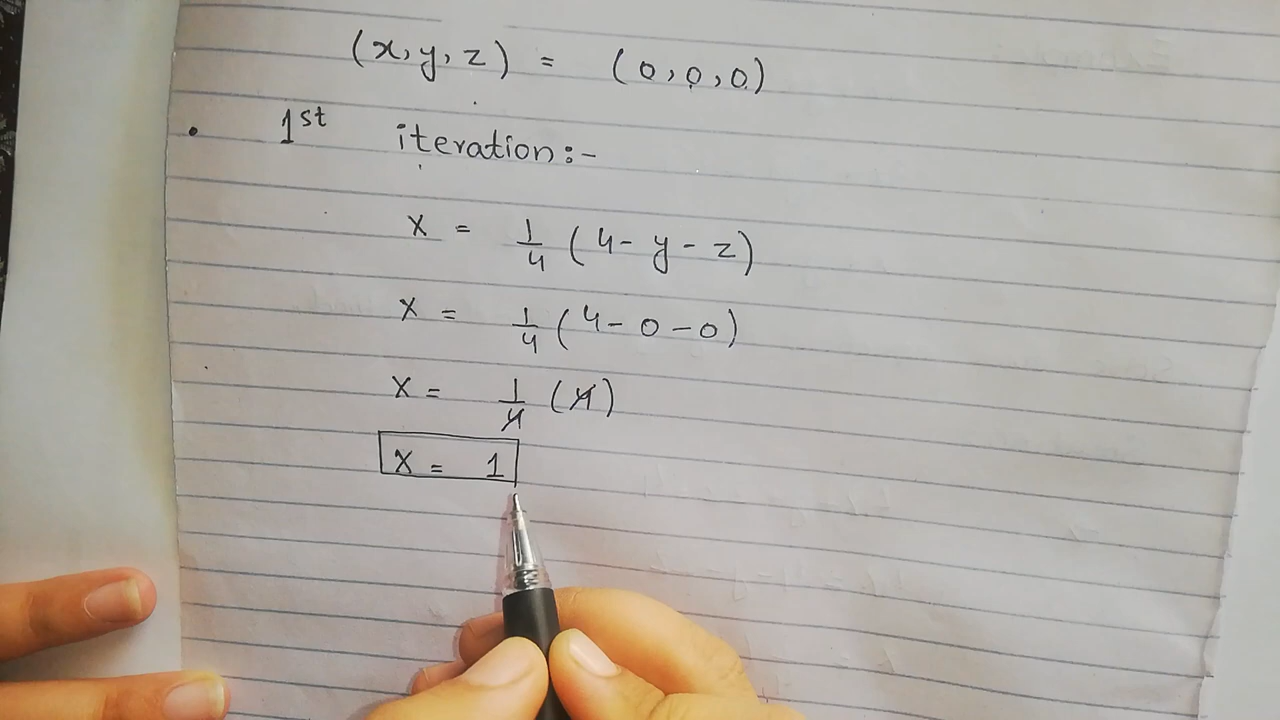 (x, y, z) = (0, 0, 0)
• 1st iteration:-
x = 1/4 (4 - y - z)
x = 1/4 (4 - 0 - 0)
x = 1/4 (4)
x = 1